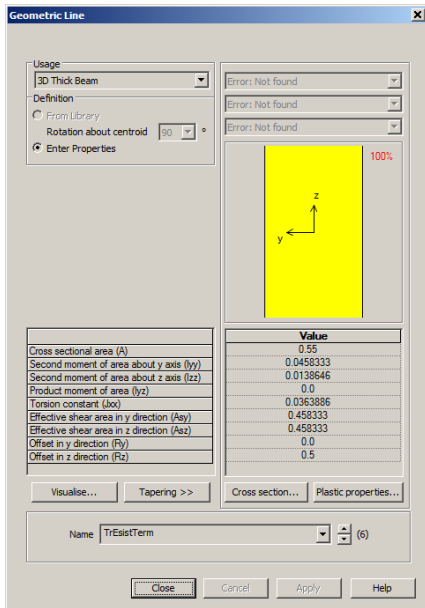 Geometric Line
Usage
3D Thick Beam
Error: Not found
Definition
Error: Not found
From Library
Rotation about centroid 90 °
Error: Not found
Enter Properties
100%
z
y
Value
Cross sectional area (A) 0.55
Second moment of area about y axis (Iyy) 0.0458333
Second moment of area about z axis (Izz) 0.0138646
Product moment of area (Iyz) 0.0
Torsion constant (Jxx) 0.0363886
Effective shear area in y direction (Asy) 0.458333
Effective shear area in z direction (Asz) 0.458333
Offset in y direction (Ry) 0.0
Offset in z direction (Rz) 0.5
Visualise... Tapering >> Cross section... Plastic properties...
Name TrEsistTerm (6)
Close Cancel Apply Help